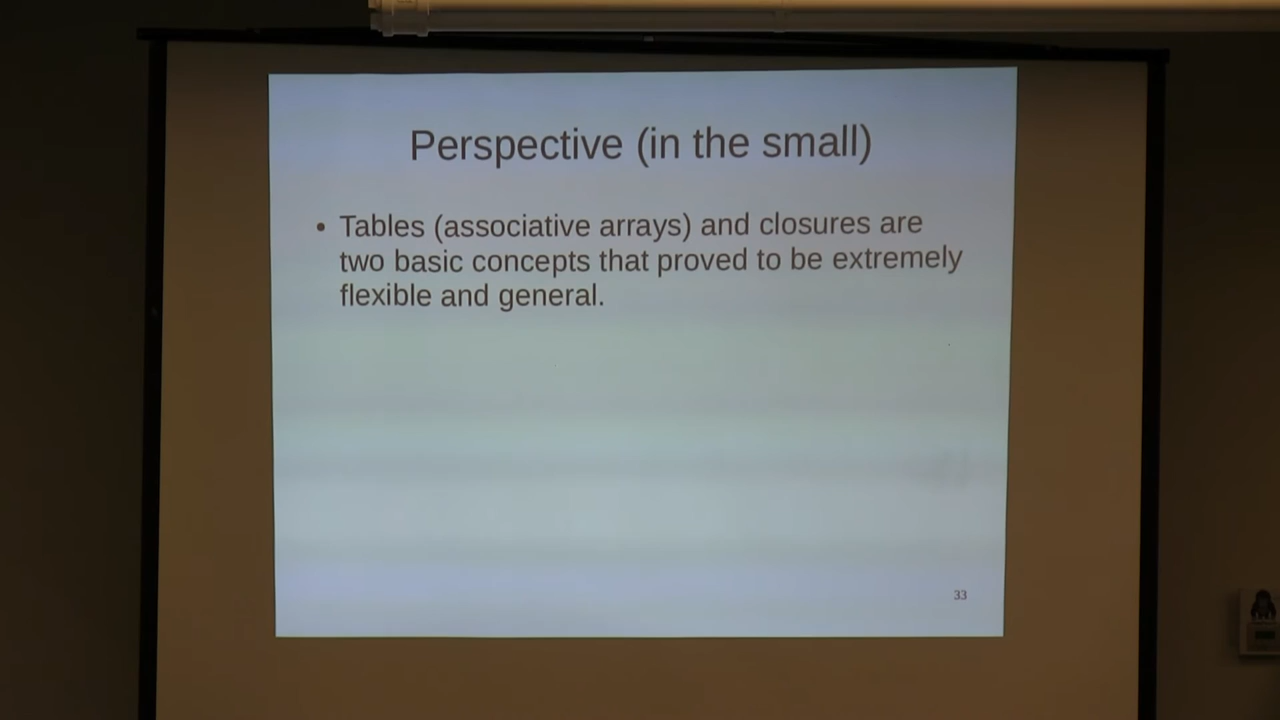 Perspective (in the small)
• Tables (associative arrays) and closures are
two basic concepts that proved to be extremely
flexible and general.
33